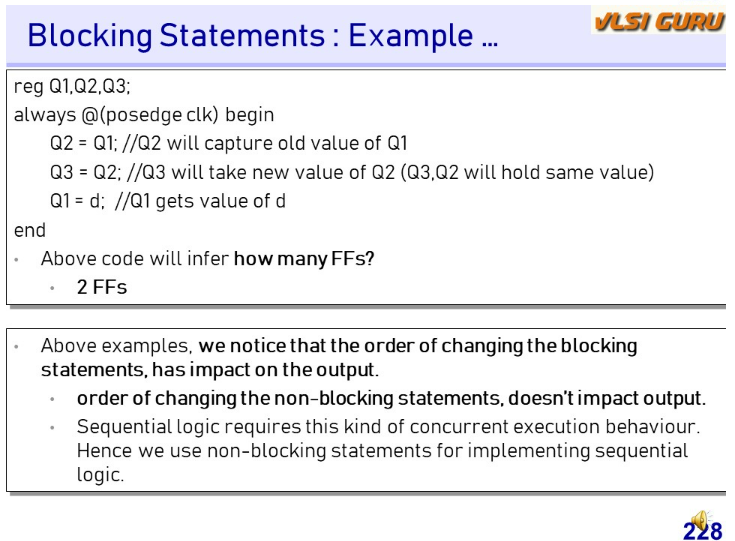 Blocking Statements : Example ...
VLSI GURU
reg Q1,Q2,Q3;
always @(posedge clk) begin
Q2 = Q1; //Q2 will capture old value of Q1
Q3 = Q2; //Q3 will take new value of Q2 (Q3,Q2 will hold same value)
Q1 = d; //Q1 gets value of d
end
• Above code will infer how many FFs?
• 2 FFs
• Above examples, we notice that the order of changing the blocking
statements, has impact on the output.
• order of changing the non-blocking statements, doesn't impact output.
• Sequential logic requires this kind of concurrent execution behaviour.
Hence we use non-blocking statements for implementing sequential
logic.
228